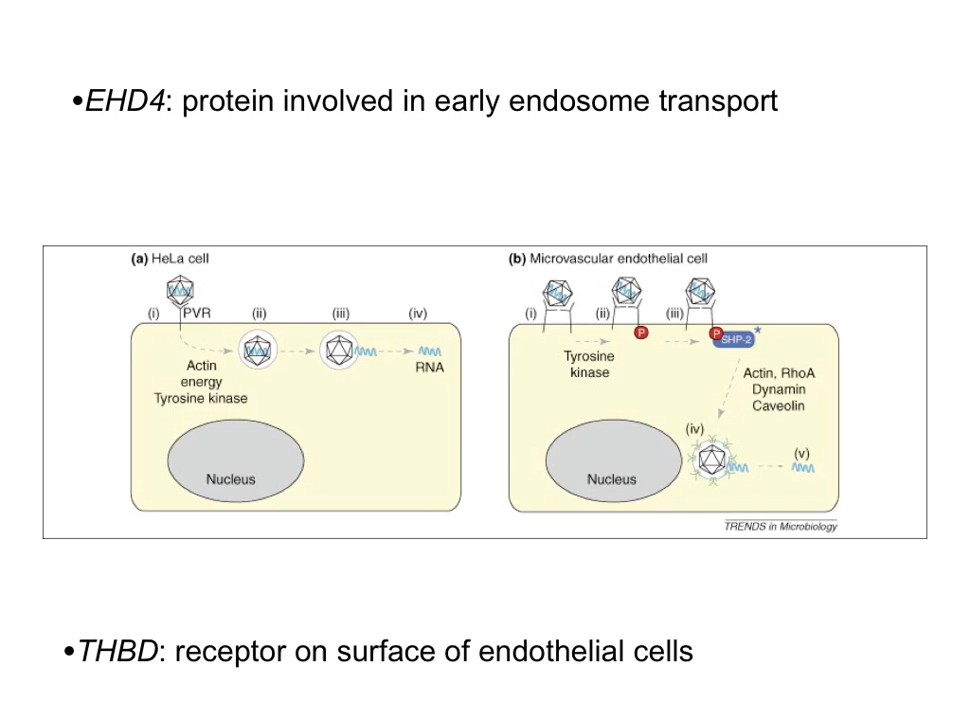 •EHD4: protein involved in early endosome transport
(a) HeLa cell
(i)
PVR
(ii)
(iii)
(iv)
Actin
energy
Tyrosine kinase
RNA
Nucleus
(b) Microvascular endothelial cell
(i)
(ii)
(iii)
P
P
SHP-2
*
Tyrosine
kinase
Actin, RhoA
Dynamin
Caveolin
(iv)
(v)
Nucleus
TRENDS in Microbiology
•THBD: receptor on surface of endothelial cells